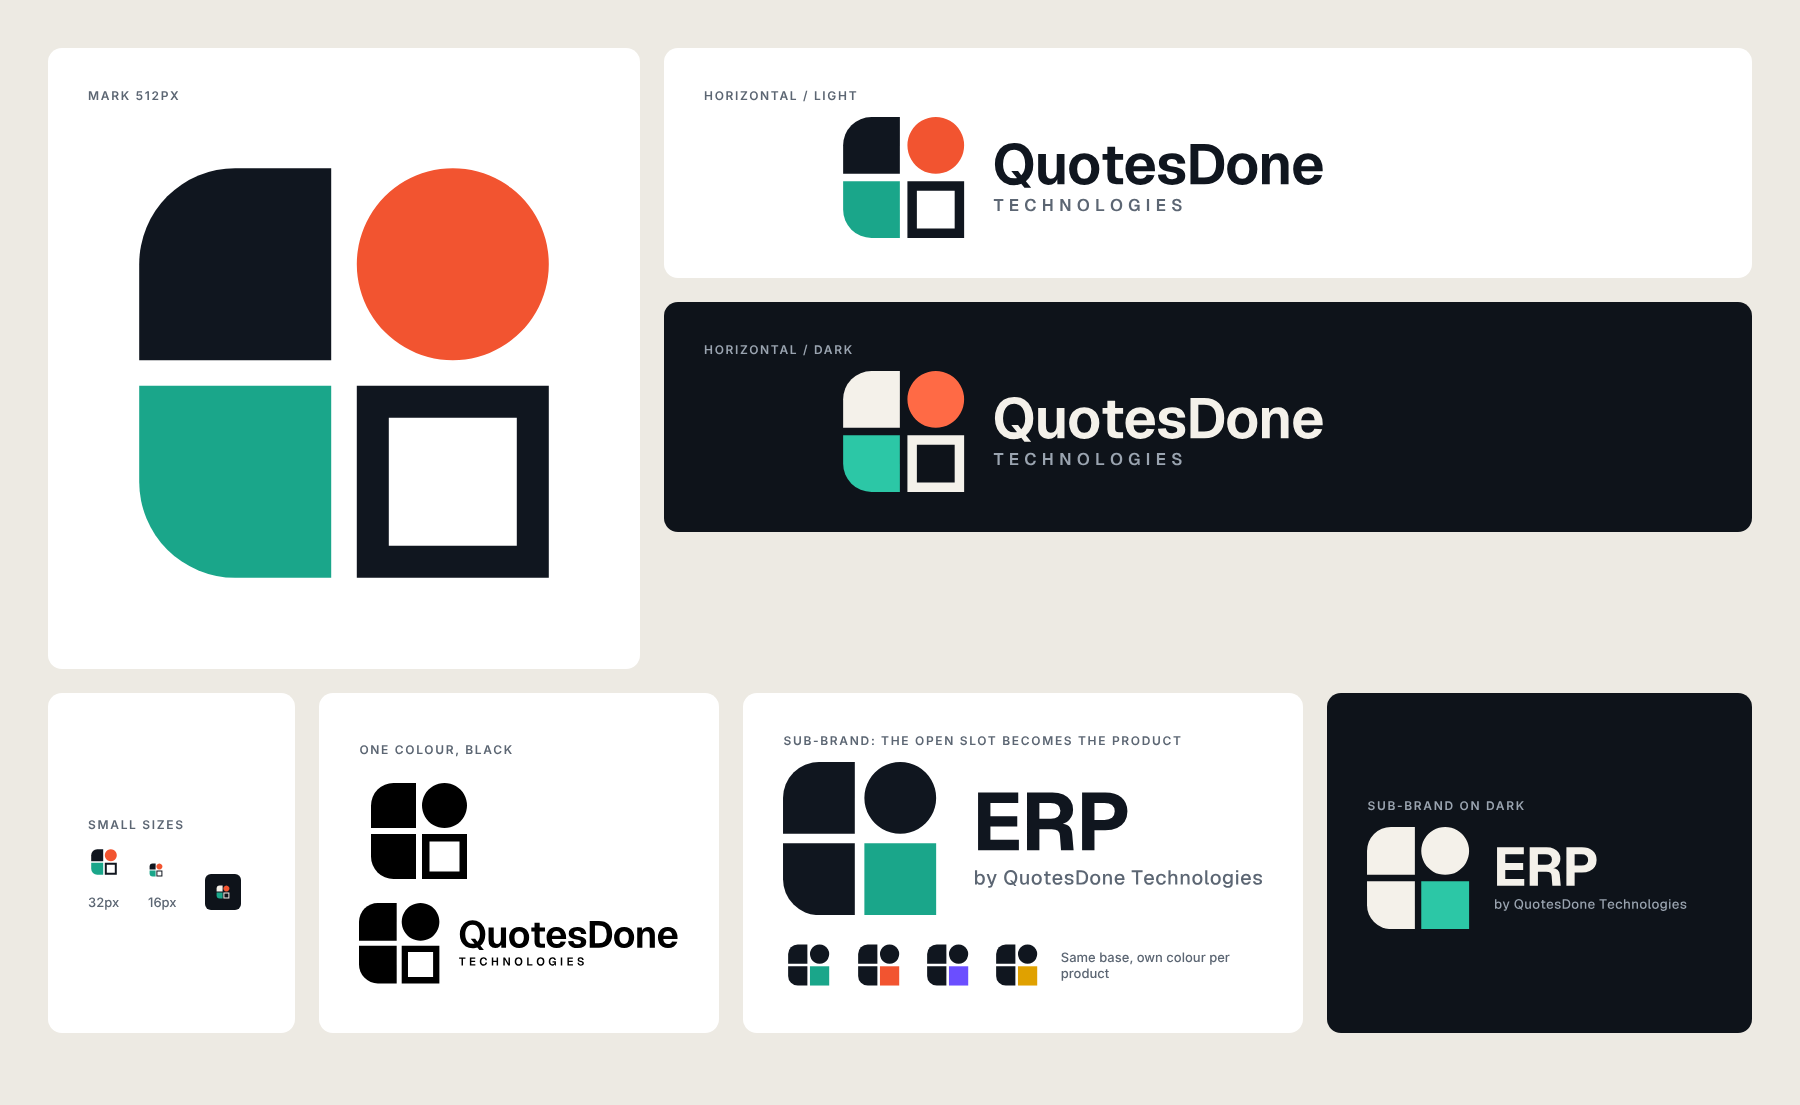 MARK 512PX
HORIZONTAL / LIGHT
QuotesDone
TECHNOLOGIES
HORIZONTAL / DARK
QuotesDone
TECHNOLOGIES
SMALL SIZES
32px
16px
ONE COLOUR, BLACK
QuotesDone
TECHNOLOGIES
SUB-BRAND: THE OPEN SLOT BECOMES THE PRODUCT
ERP
by QuotesDone Technologies
Same base, own colour per
product
SUB-BRAND ON DARK
ERP
by QuotesDone Technologies